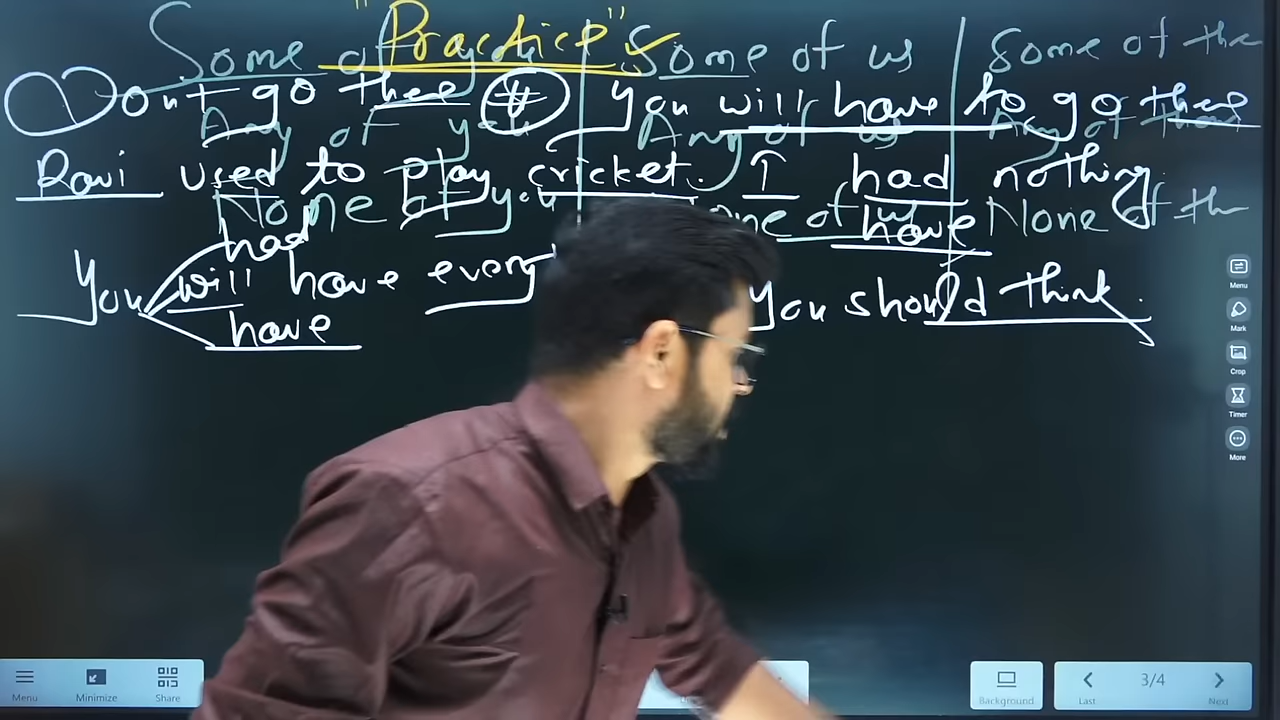 "Practice"
Some of you Some of us Some of the
Dont go there # You will have to go there
Any of you Any of us Any of them
Ravi used to play cricket. I had nothing
None of you None of us None of the
had have
You will have every You should think.
have
Menu
Mark
Crop
Timer
More
Menu Minimize Share Background Last 3/4 Next